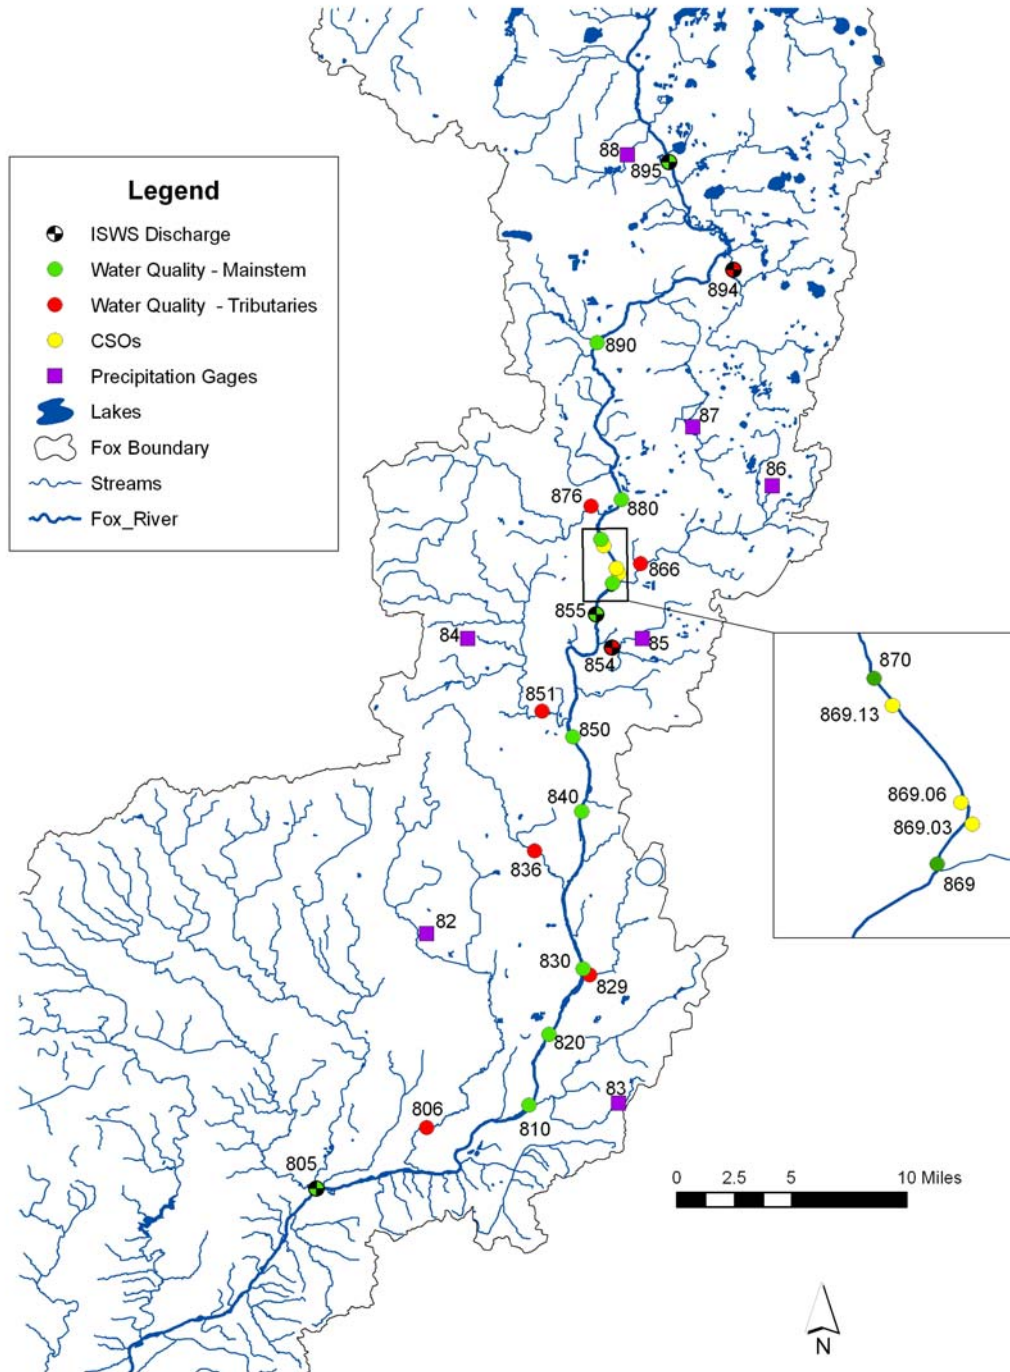 Legend
ISWS Discharge
Water Quality - Mainstem
Water Quality - Tributaries
CSOs
Precipitation Gages
Lakes
Fox Boundary
Streams
Fox_River
88
895
894
890
87
86
876
880
866
855
84
85
854
851
850
840
836
82
830
829
820
83
806
810
805
870
869.13
869.06
869.03
869
0 2.5 5 10 Miles
N